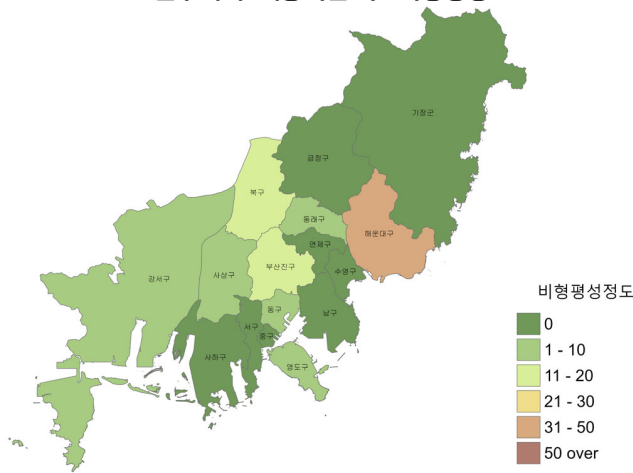 기장군
금정구
북구
동래구
해운대구
연제구
강서구
사상구
부산진구
수영구
동구
남구
서구
중구
사하구
영도구
비형평성정도
0
1 - 10
11 - 20
21 - 30
31 - 50
50 over